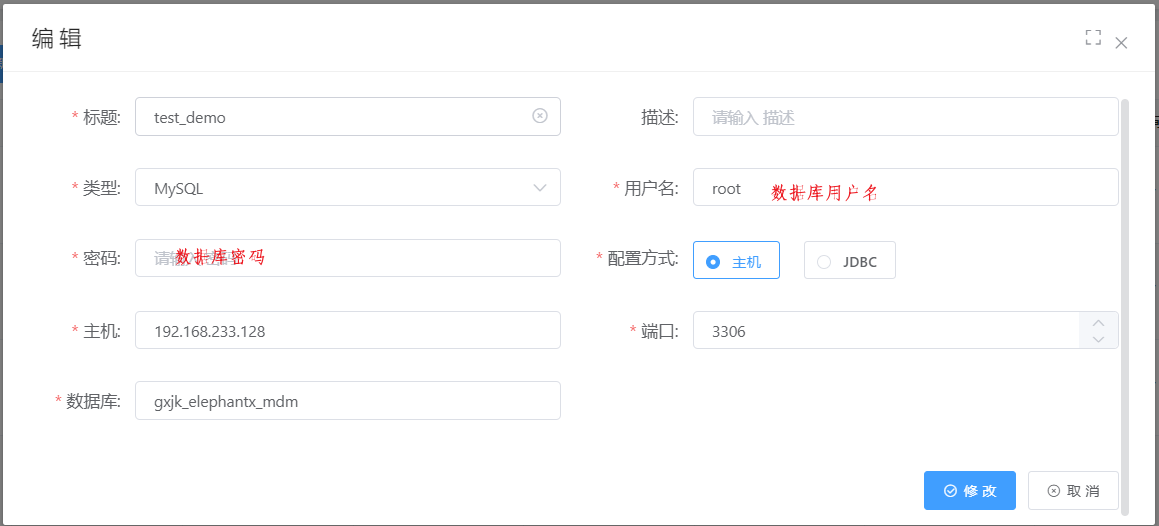 编辑
* 标题: test_demo 描述: 请输入 描述
* 类型: MySQL * 用户名: root 数据库用户名
* 密码: 数据库密码 * 配置方式: 主机 JDBC
* 主机: 192.168.233.128 * 端口: 3306
* 数据库: gxjk_elephantx_mdm
修改 取消